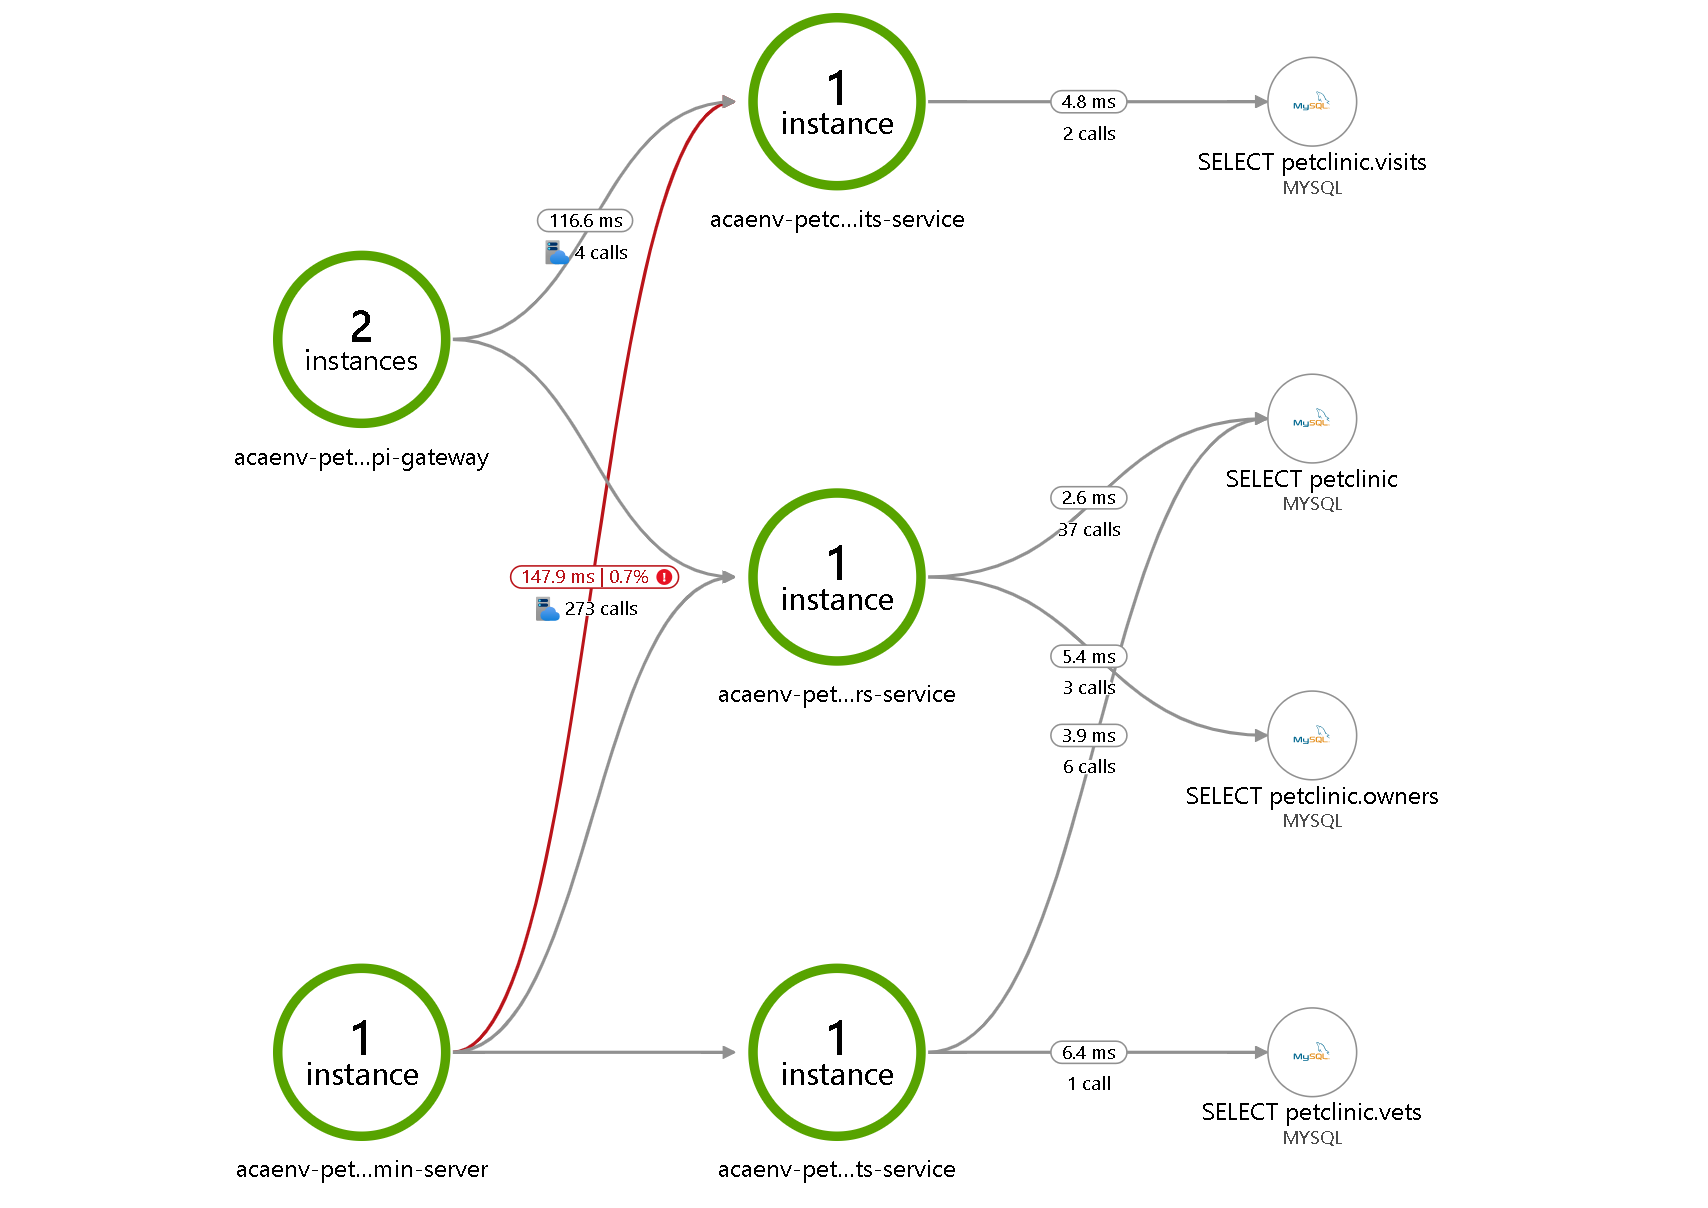 1
instance
acaenv-petc...its-service
4.8 ms
2 calls
MySQL
SELECT petclinic.visits
MYSQL
116.6 ms
4 calls
2
instances
acaenv-pet...pi-gateway
147.9 ms | 0.7% !
273 calls
1
instance
acaenv-pet...rs-service
2.6 ms
37 calls
MySQL
SELECT petclinic
MYSQL
5.4 ms
3 calls
3.9 ms
6 calls
MySQL
SELECT petclinic.owners
MYSQL
1
instance
acaenv-pet...min-server
1
instance
acaenv-pet...ts-service
6.4 ms
1 call
MySQL
SELECT petclinic.vets
MYSQL